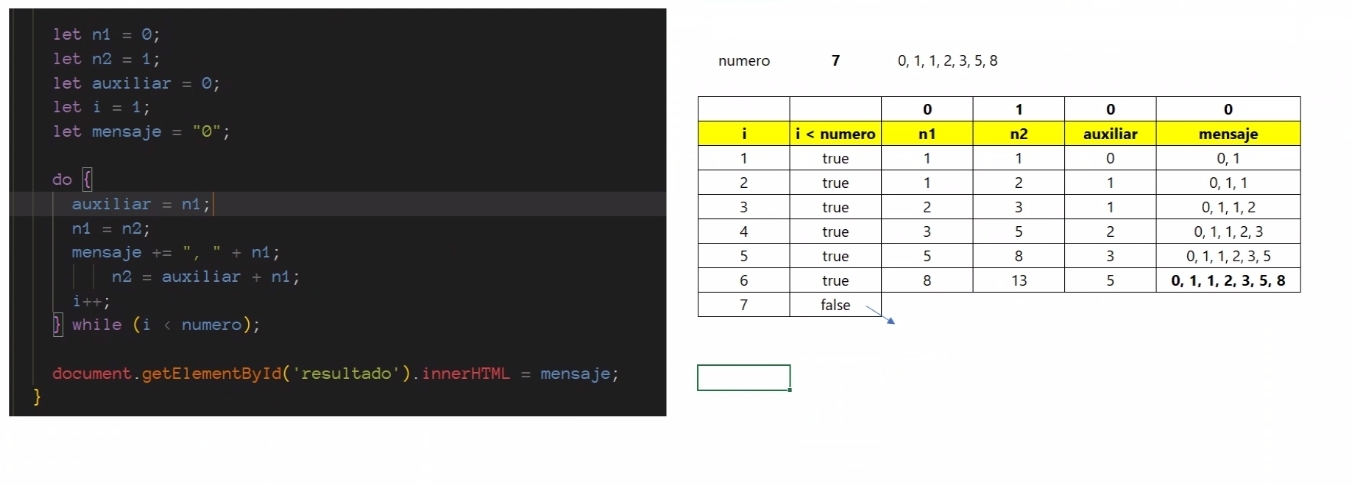 let n1 = 0;
let n2 = 1;
let auxiliar = 0;
let i = 1;
let mensaje = "0";
do {
auxiliar = n1;
n1 = n2;
mensaje += ", " + n1;
n2 = auxiliar + n1;
i++;
} while (i < numero);
document.getElementById('resultado').innerHTML = mensaje;
}
numero 7 0, 1, 1, 2, 3, 5, 8
0 1 0 0
i i < numero n1 n2 auxiliar mensaje
1 true 1 1 0 0, 1
2 true 1 2 1 0, 1, 1
3 true 2 3 1 0, 1, 1, 2
4 true 3 5 2 0, 1, 1, 2, 3
5 true 5 8 3 0, 1, 1, 2, 3, 5
6 true 8 13 5 0, 1, 1, 2, 3, 5, 8
7 false